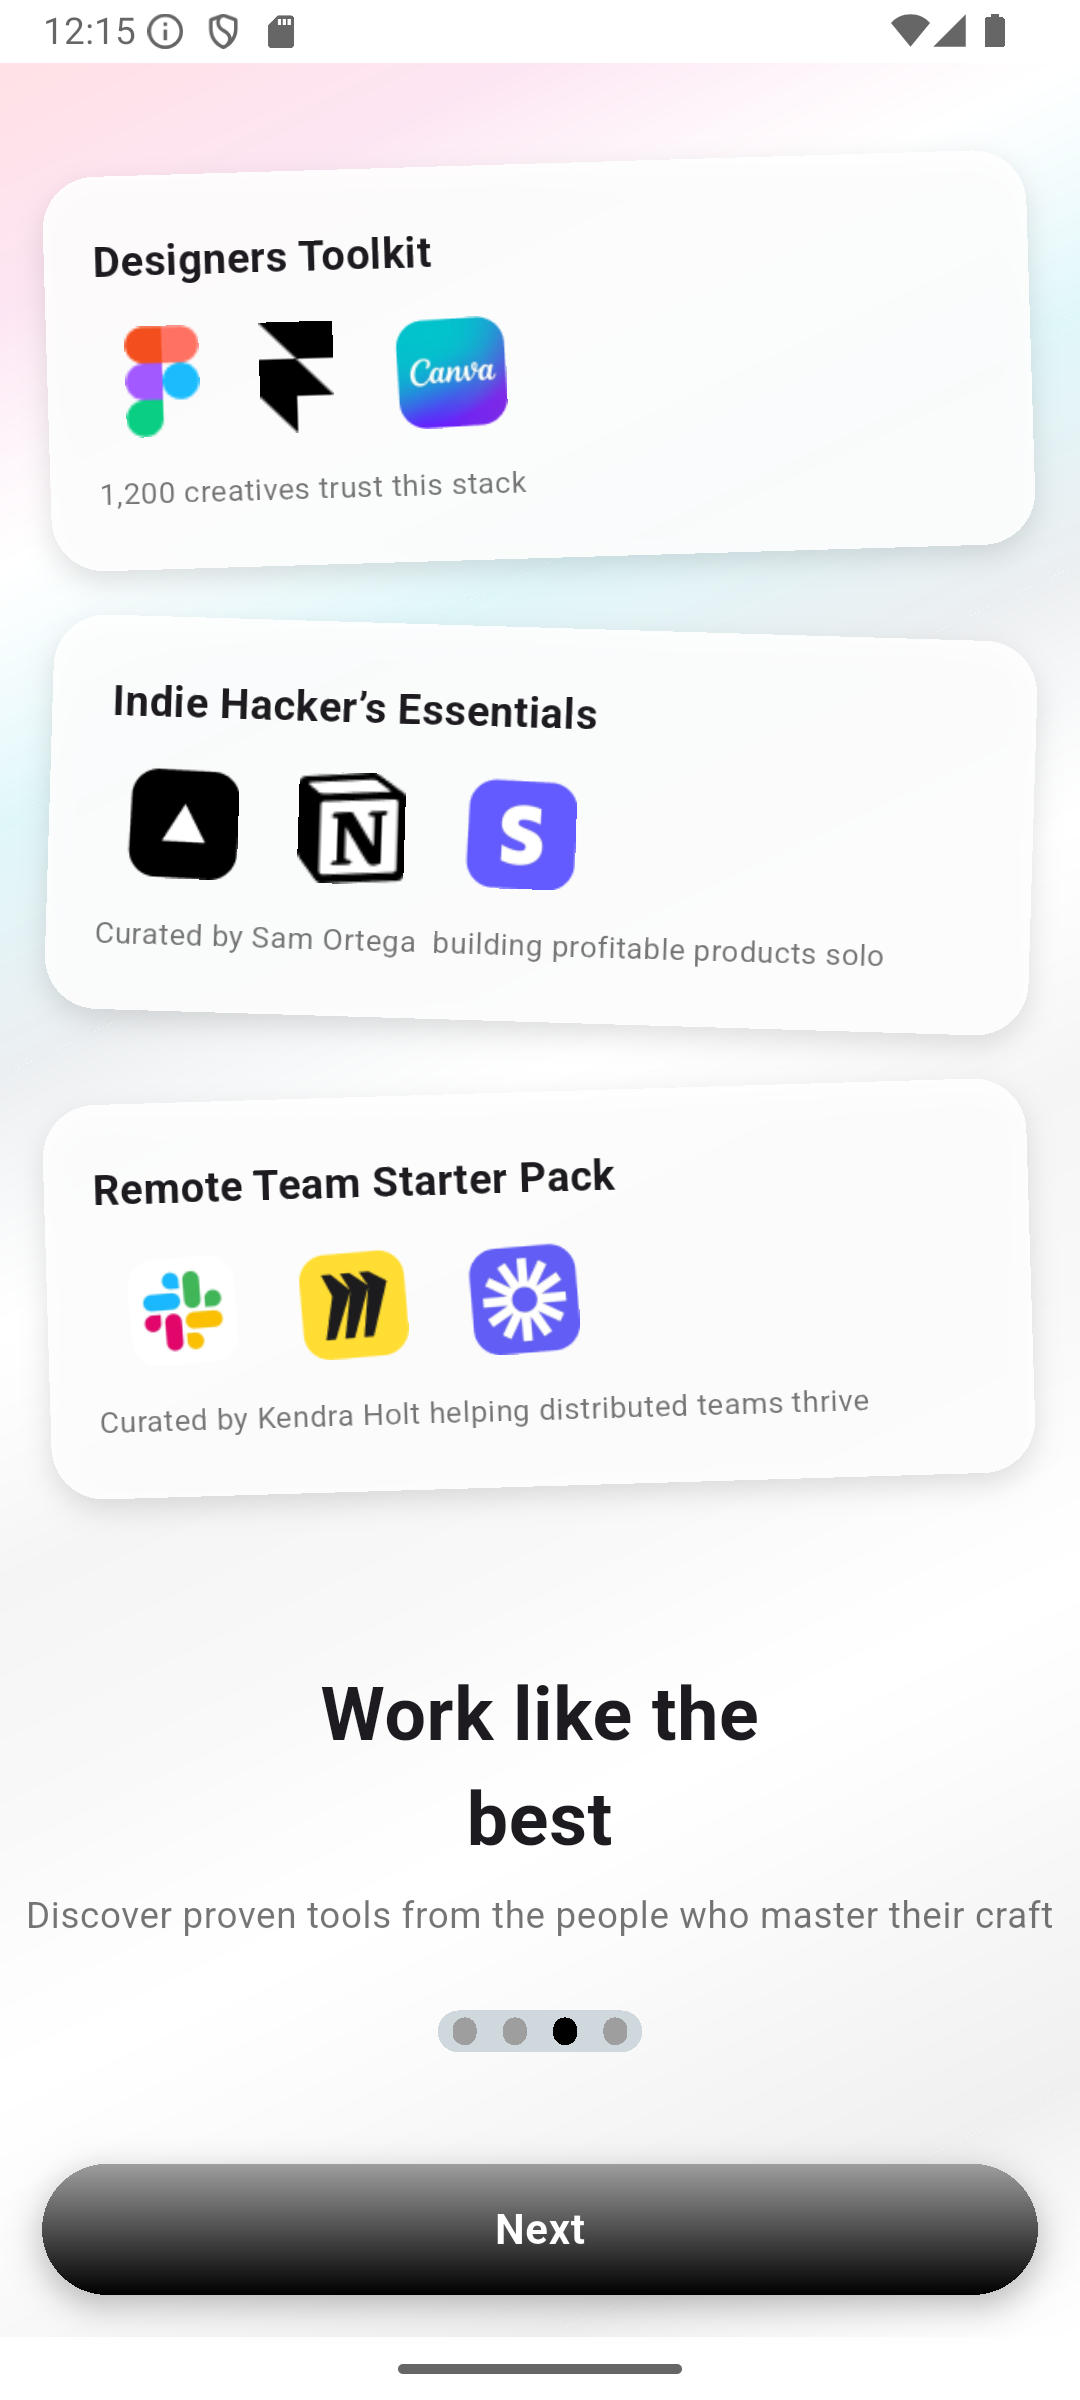 12:15
Designers Toolkit
Canva
1,200 creatives trust this stack
Indie Hacker’s Essentials
N
S
Curated by Sam Ortega  building profitable products solo
Remote Team Starter Pack
Curated by Kendra Holt helping distributed teams thrive
Work like the
best
Discover proven tools from the people who master their craft
Next